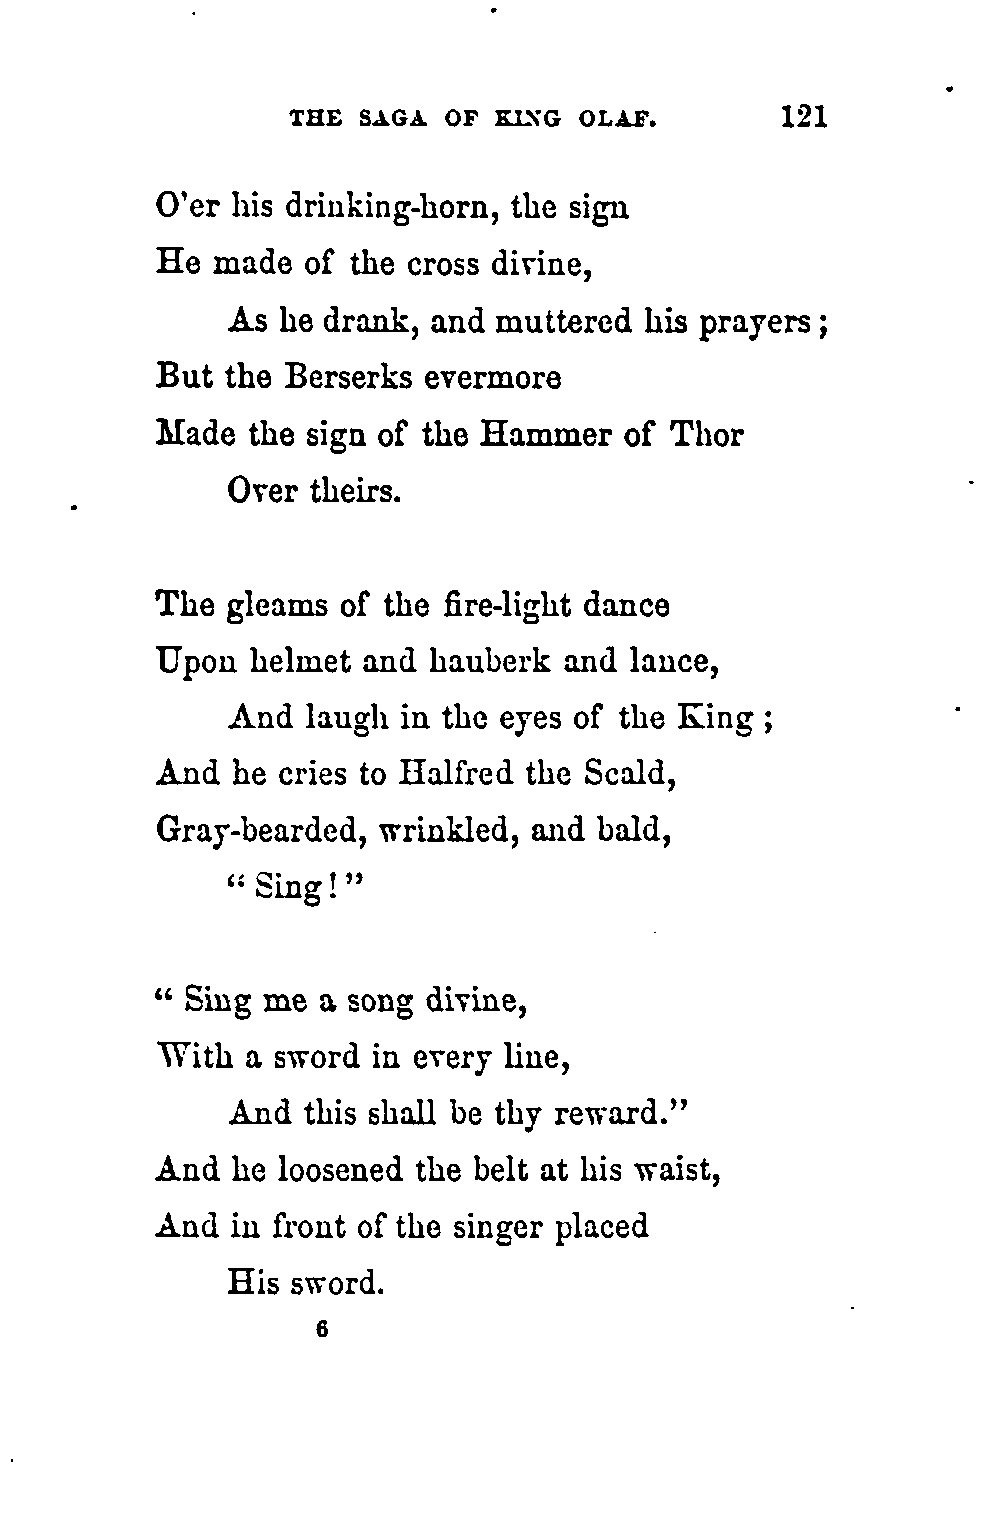 THE SAGA OF KING OLAF. 121
O'er his drinking-horn, the sign
He made of the cross divine,
As he drank, and muttered his prayers;
But the Berserks evermore
Made the sign of the Hammer of Thor
Over theirs.
The gleams of the fire-light dance
Upon helmet and hauberk and lance,
And laugh in the eyes of the King;
And he cries to Halfred the Scald,
Gray-bearded, wrinkled, and bald,
"Sing!"
"Sing me a song divine,
With a sword in every line,
And this shall be thy reward."
And he loosened the belt at his waist,
And in front of the singer placed
His sword.
6